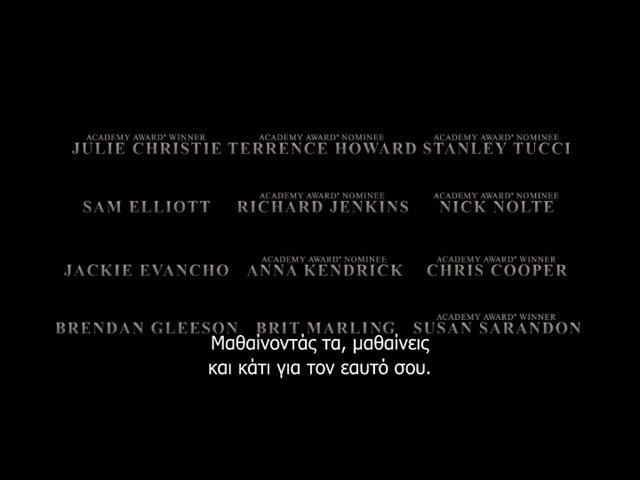 ACADEMY AWARD® WINNER ACADEMY AWARD® NOMINEE ACADEMY AWARD® NOMINEE
JULIE CHRISTIE TERRENCE HOWARD STANLEY TUCCI
ACADEMY AWARD® NOMINEE ACADEMY AWARD® NOMINEE
SAM ELLIOTT RICHARD JENKINS NICK NOLTE
ACADEMY AWARD® NOMINEE ACADEMY AWARD® WINNER
JACKIE EVANCHO ANNA KENDRICK CHRIS COOPER
ACADEMY AWARD® WINNER
BRENDAN GLEESON BRIT MARLING SUSAN SARANDON
Μαθαίνοντάς τα, μαθαίνεις
και κάτι για τον εαυτό σου.